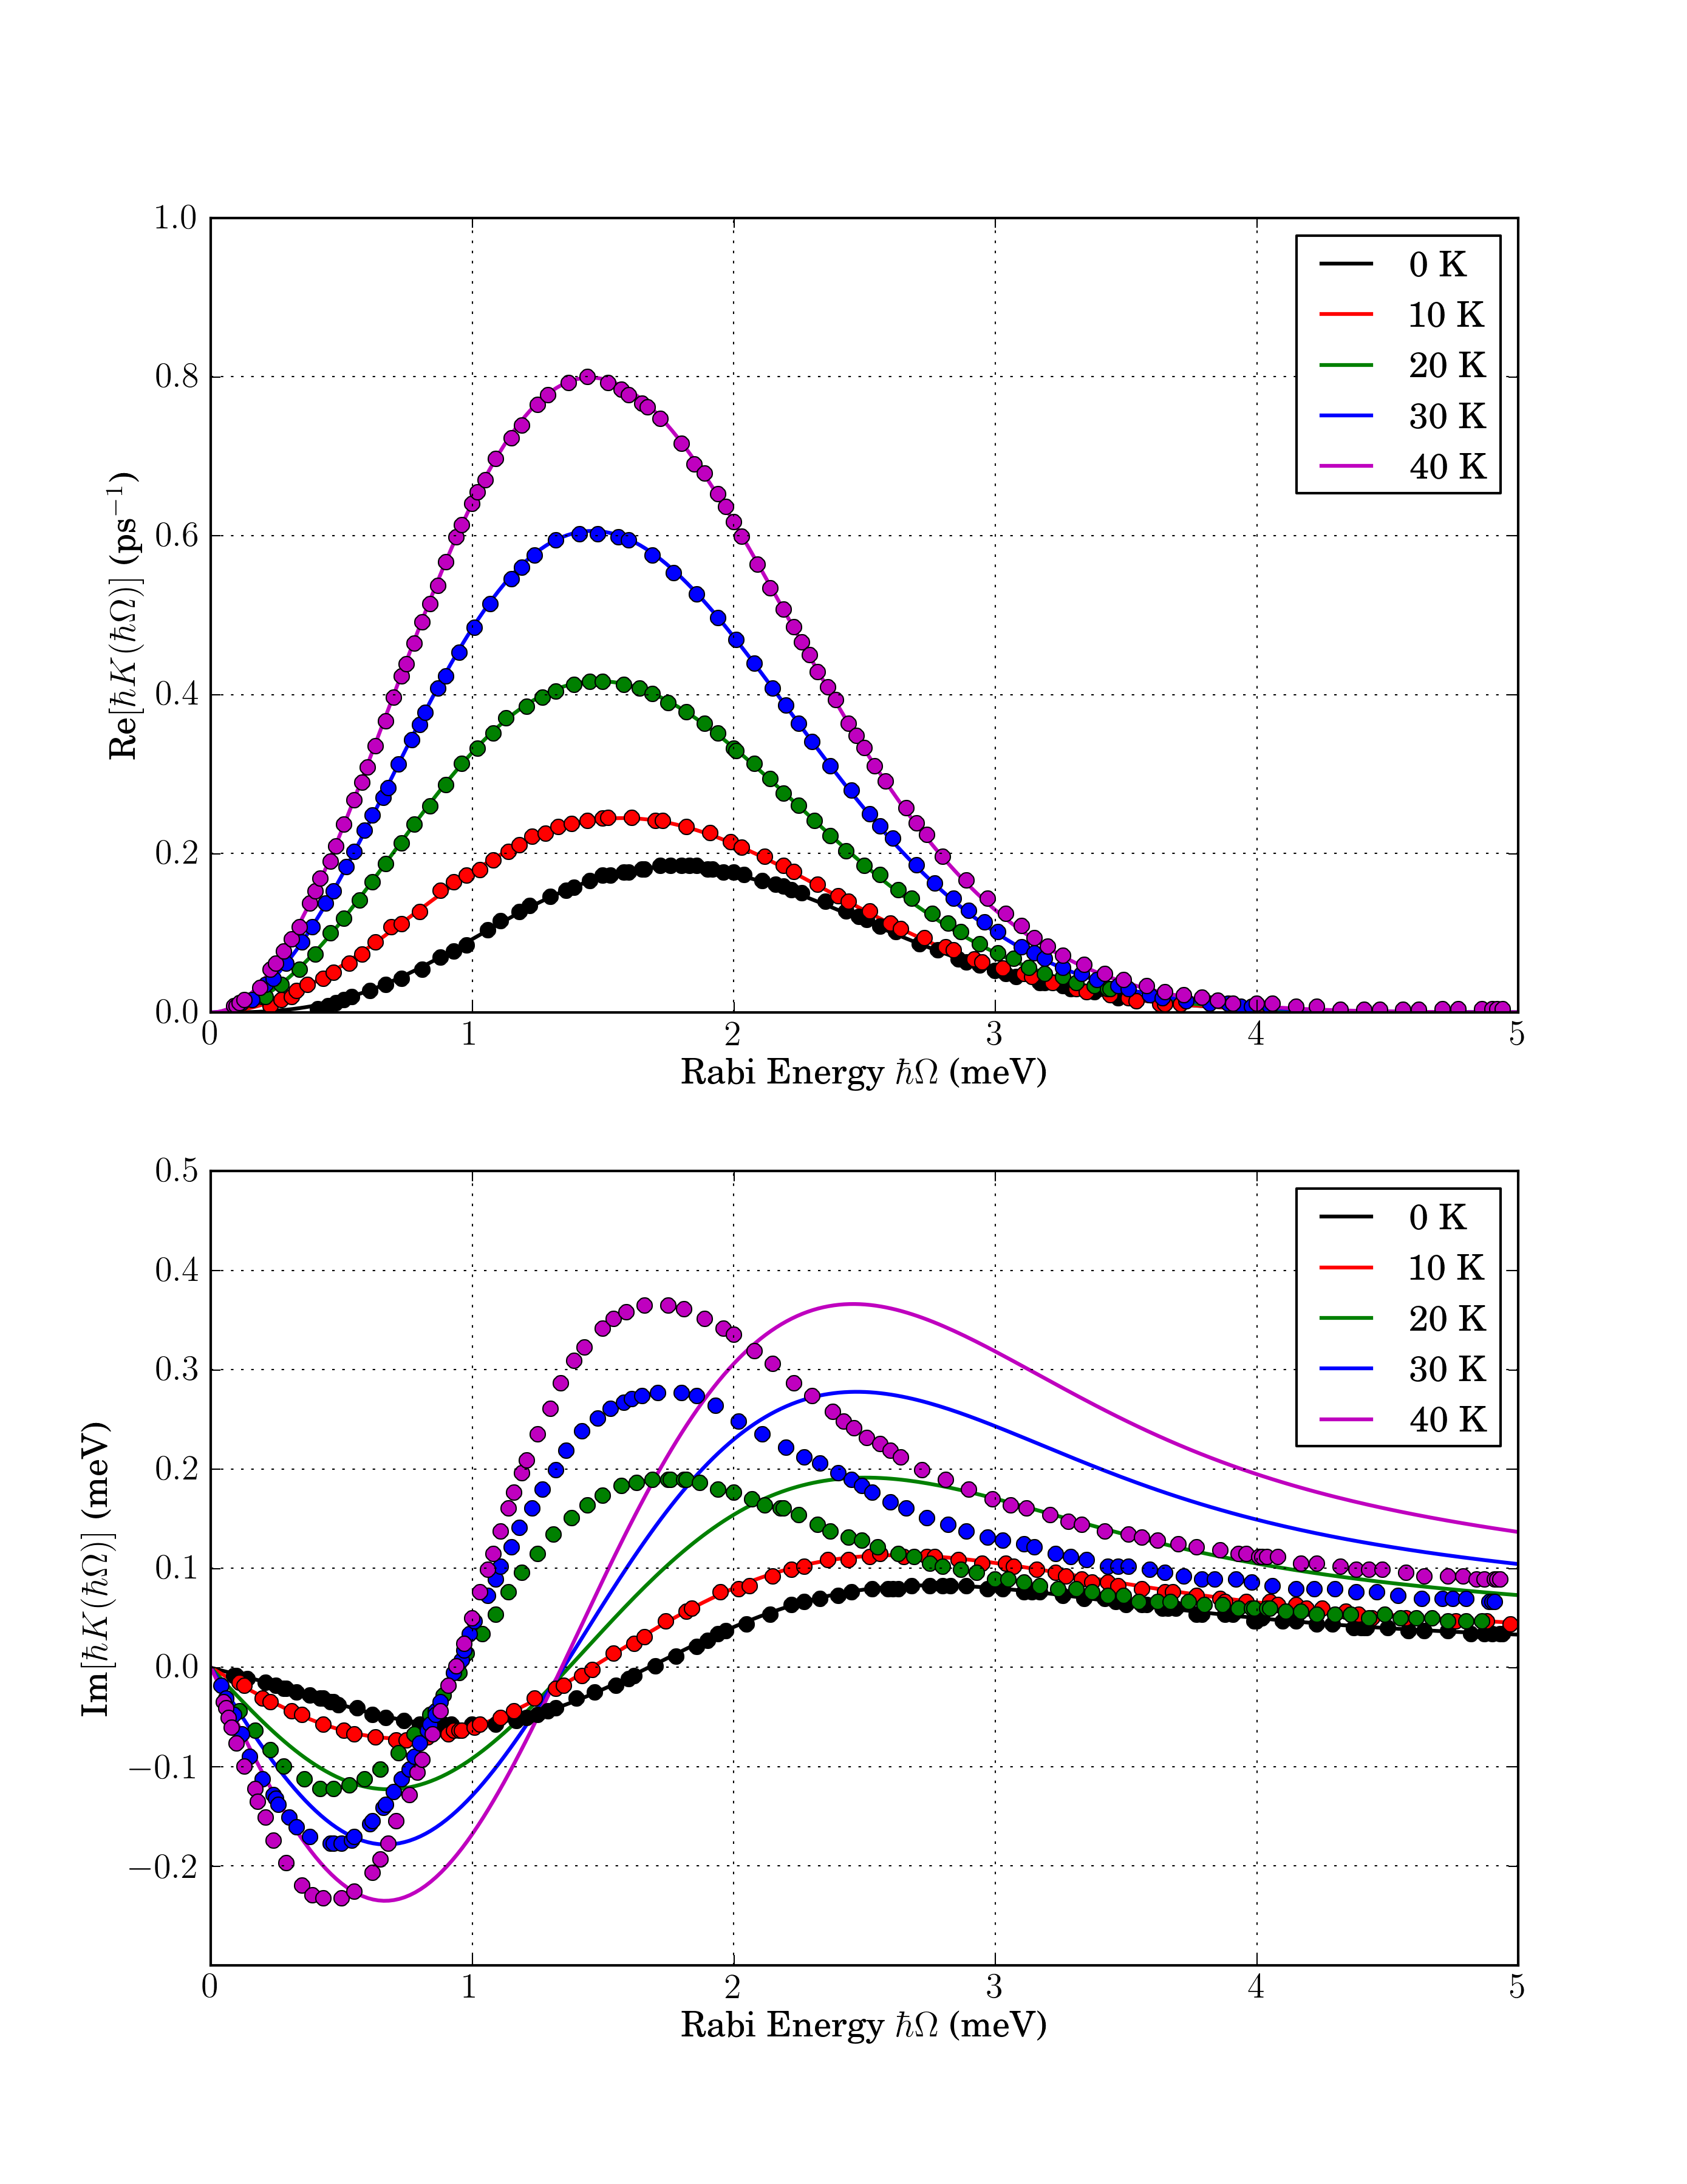 1.0
0.8
0.6
0.4
0.2
0.0
Re[ħK(ħΩ)] (ps⁻¹)
0 K
10 K
20 K
30 K
40 K
0 1 2 3 4 5
Rabi Energy ħΩ (meV)
0.5
0.4
0.3
0.2
0.1
0.0
−0.1
−0.2
Im[ħK(ħΩ)] (meV)
0 K
10 K
20 K
30 K
40 K
0 1 2 3 4 5
Rabi Energy ħΩ (meV)